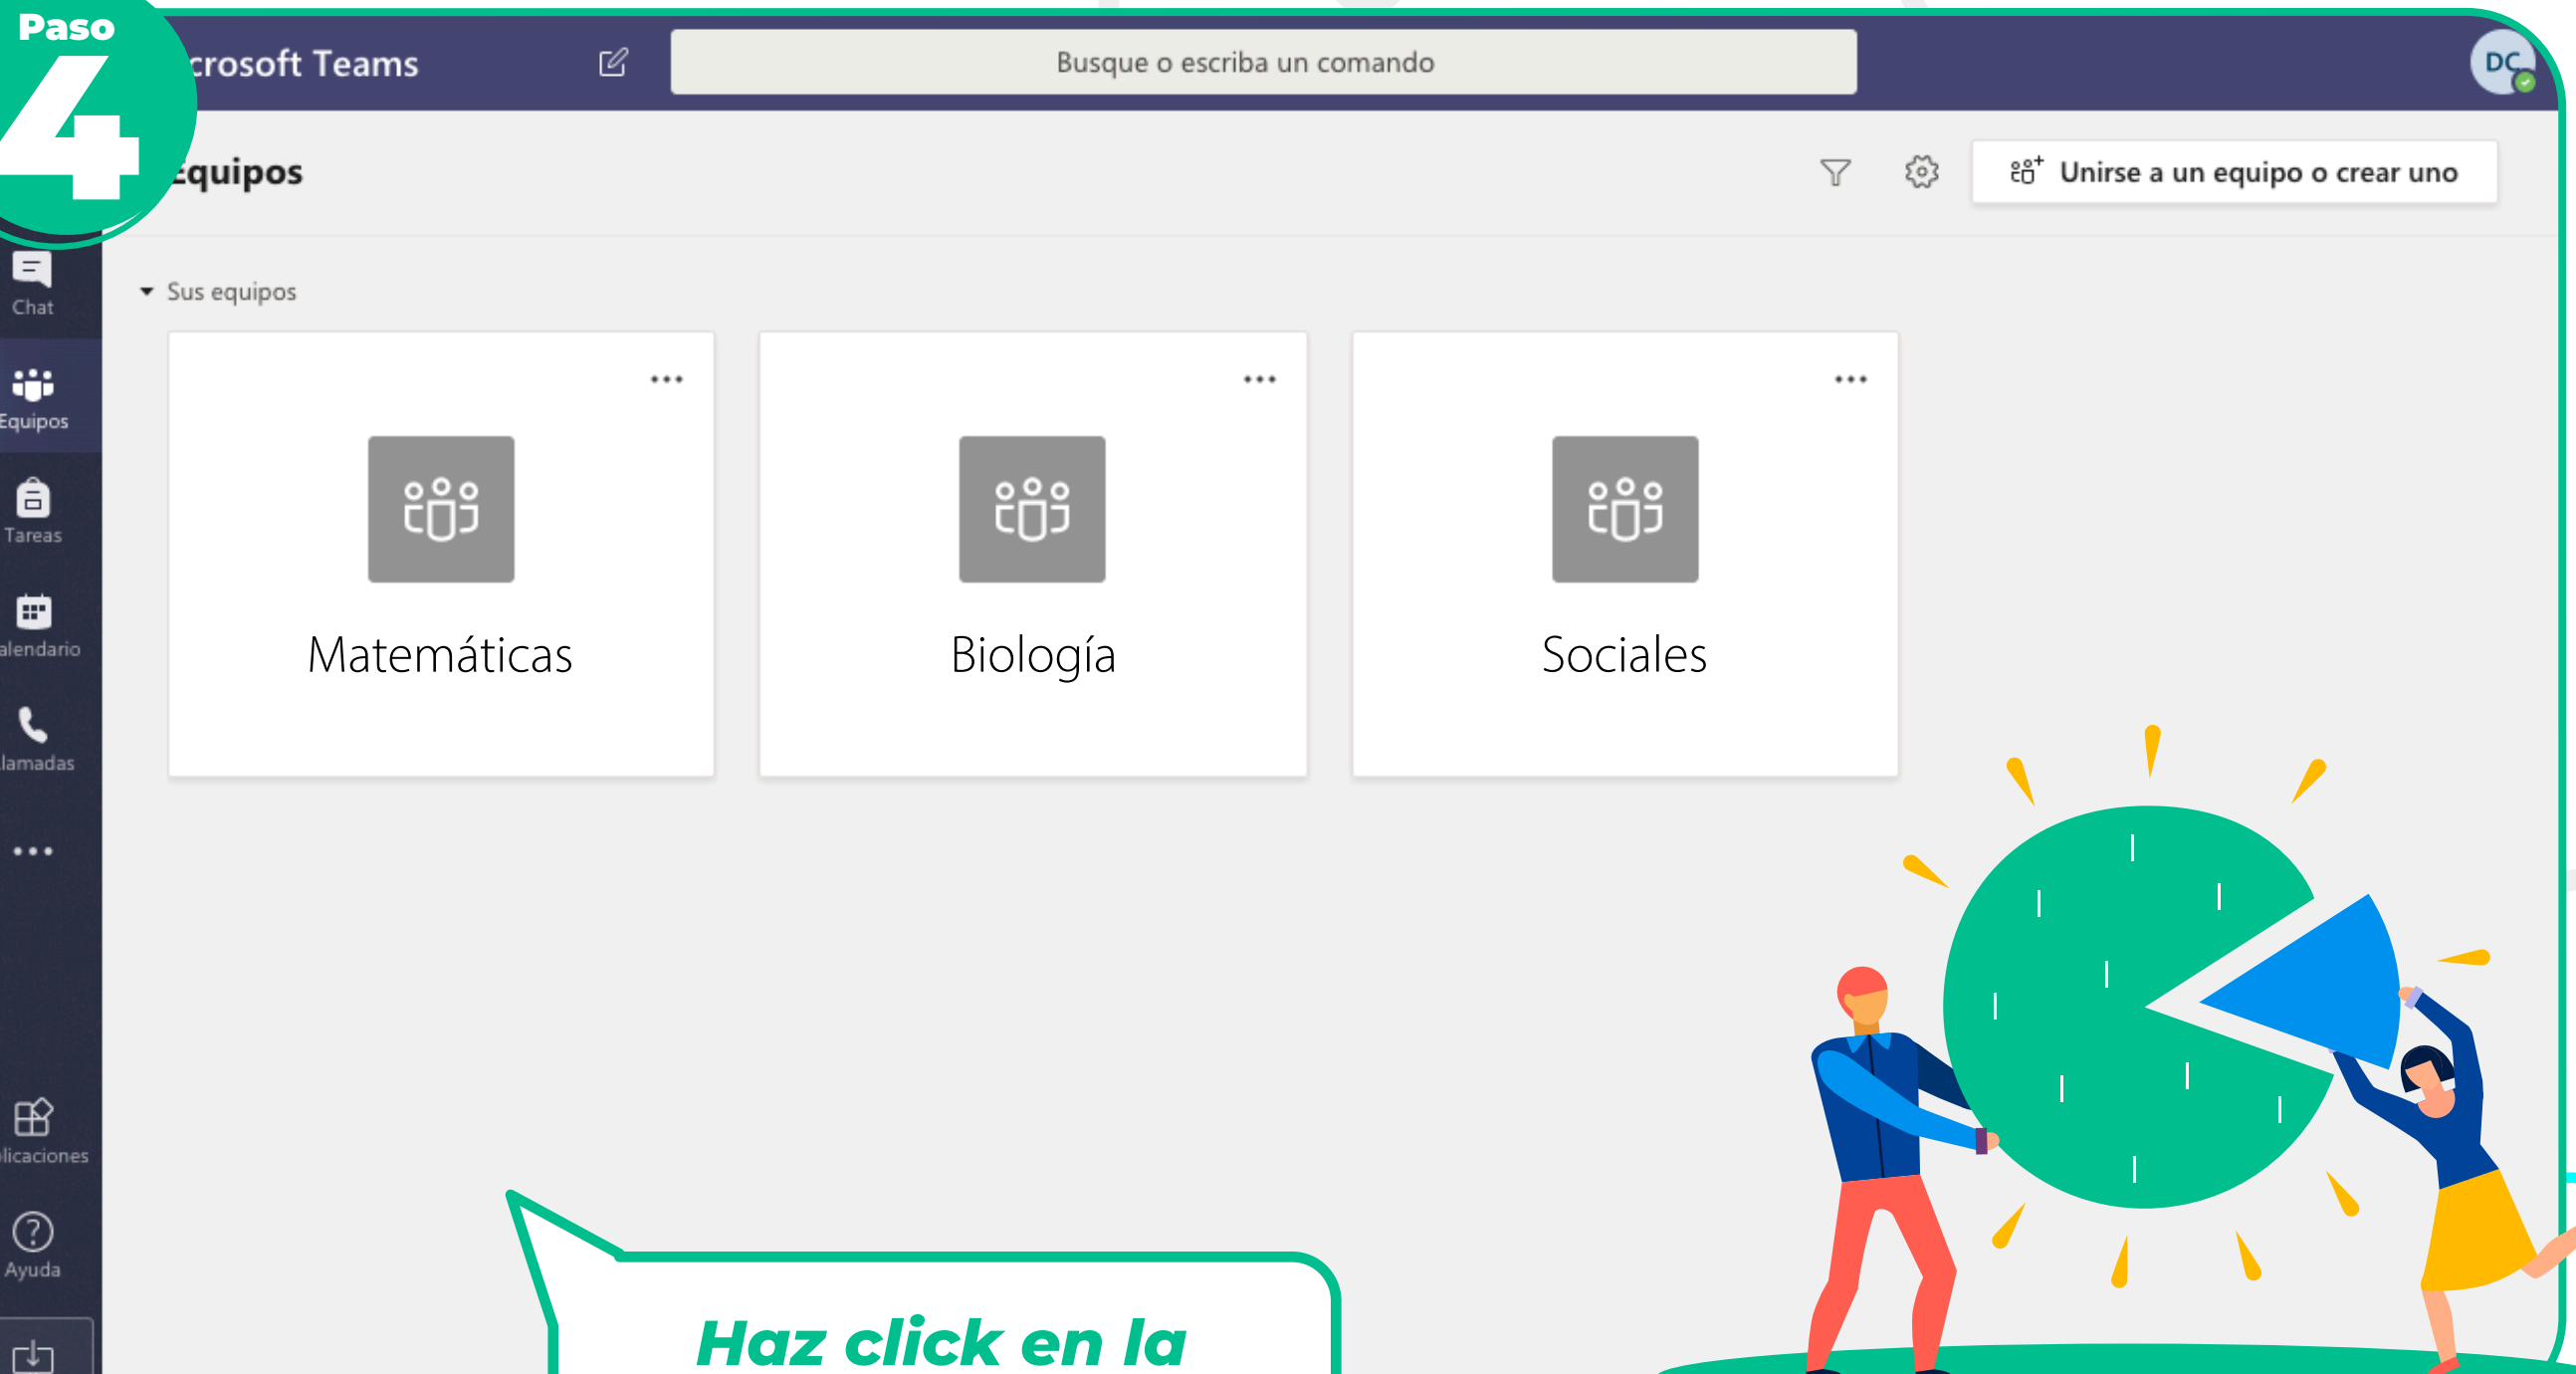 Paso
4
crosoft Teams
Busque o escriba un comando
DC
Equipos
Unirse a un equipo o crear uno
Chat
Sus equipos
Equipos
Tareas
alendario
lamadas
Matemáticas
Biología
Sociales
licaciones
Ayuda
Haz click en la